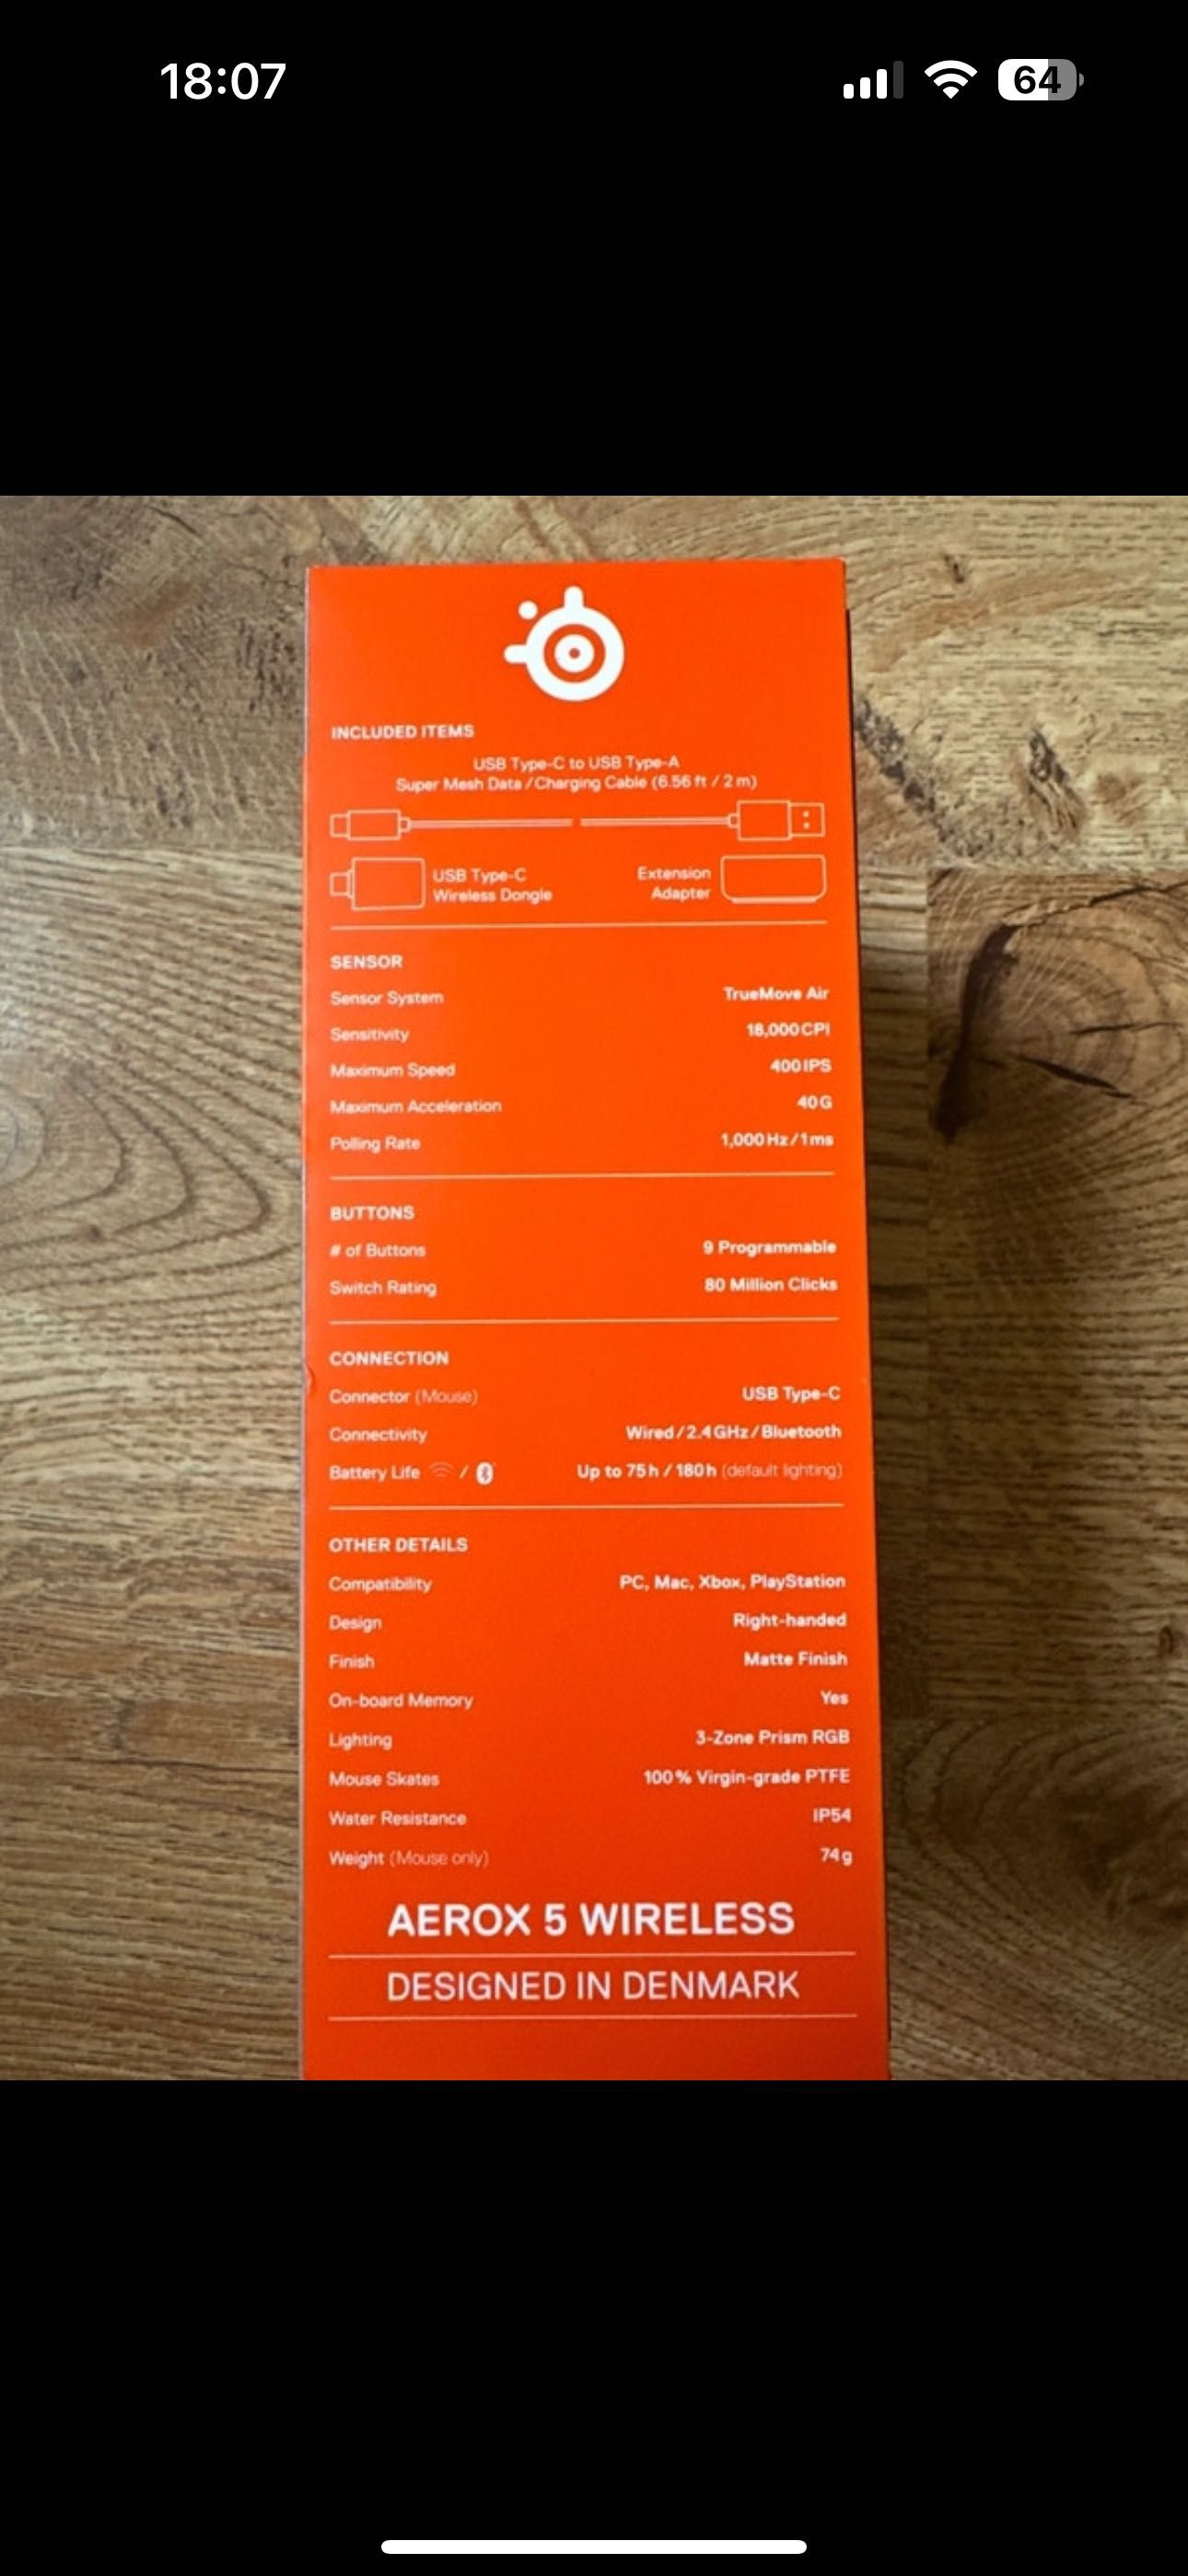 18:07
64
INCLUDED ITEMS
USB Type-C to USB Type-A
Super Mesh Data / Charging Cable (6.56 ft / 2 m)
USB Type-C
Wireless Dongle
Extension
Adapter
SENSOR
Sensor System TrueMove Air
Sensitivity 18,000 CPI
Maximum Speed 400 IPS
Maximum Acceleration 40 G
Polling Rate 1,000 Hz / 1 ms
BUTTONS
# of Buttons 9 Programmable
Switch Rating 80 Million Clicks
CONNECTION
Connector (Mouse) USB Type-C
Connectivity Wired / 2.4 GHz / Bluetooth
Battery Life / Up to 75 h / 180 h (default lighting)
OTHER DETAILS
Compatibility PC, Mac, Xbox, PlayStation
Design Right-handed
Finish Matte Finish
On-board Memory Yes
Lighting 3-Zone Prism RGB
Mouse Skates 100% Virgin-grade PTFE
Water Resistance IP54
Weight (Mouse only) 74 g
AEROX 5 WIRELESS
DESIGNED IN DENMARK